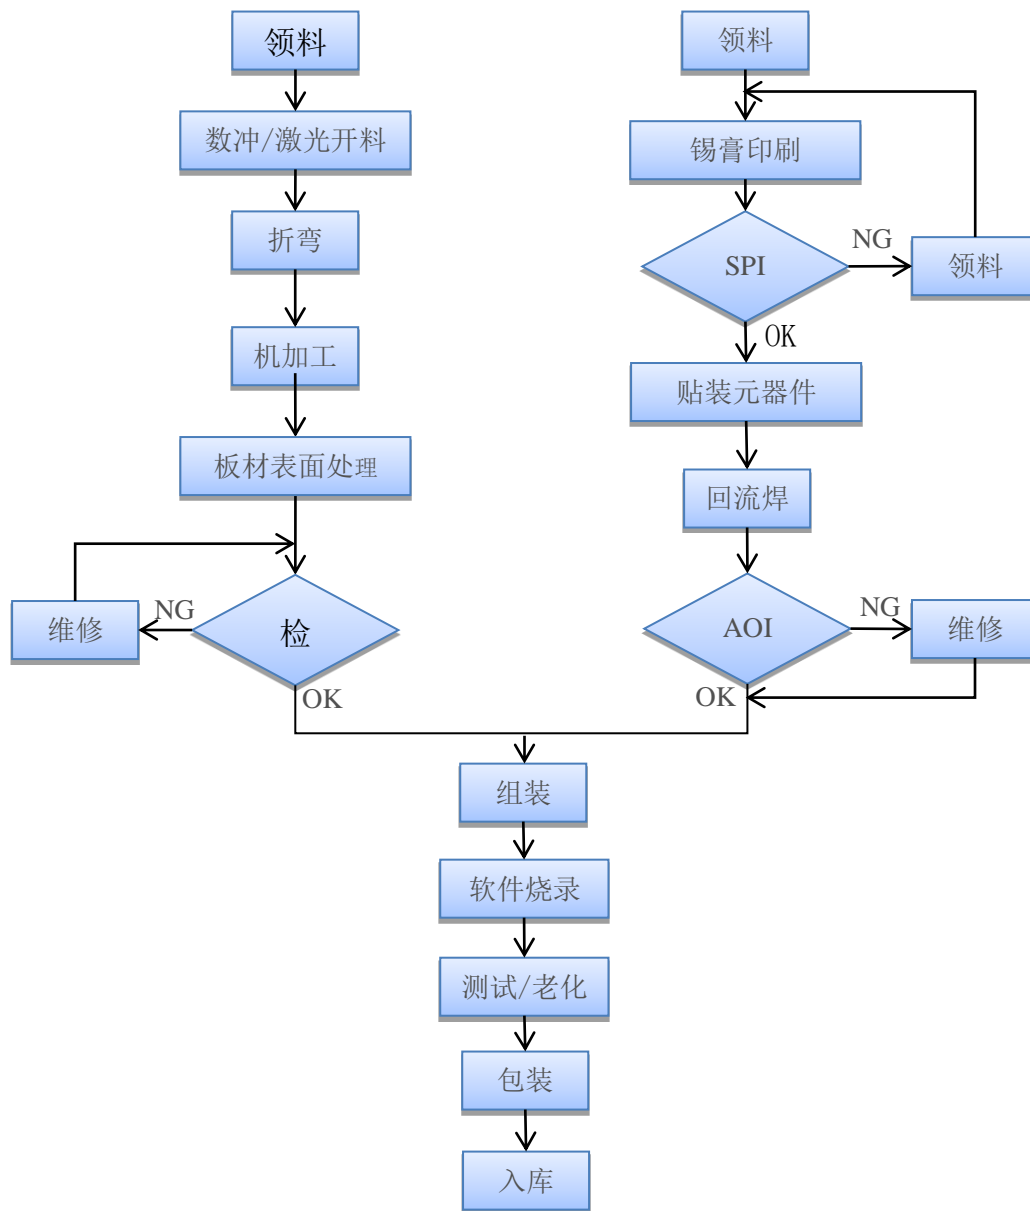 领料
数冲/激光开料
折弯
机加工
板材表面处理
维修
NG
检
OK
领料
锡膏印刷
SPI
NG
领料
OK
贴装元器件
回流焊
AOI
NG
维修
OK
组装
软件烧录
测试/老化
包装
入库